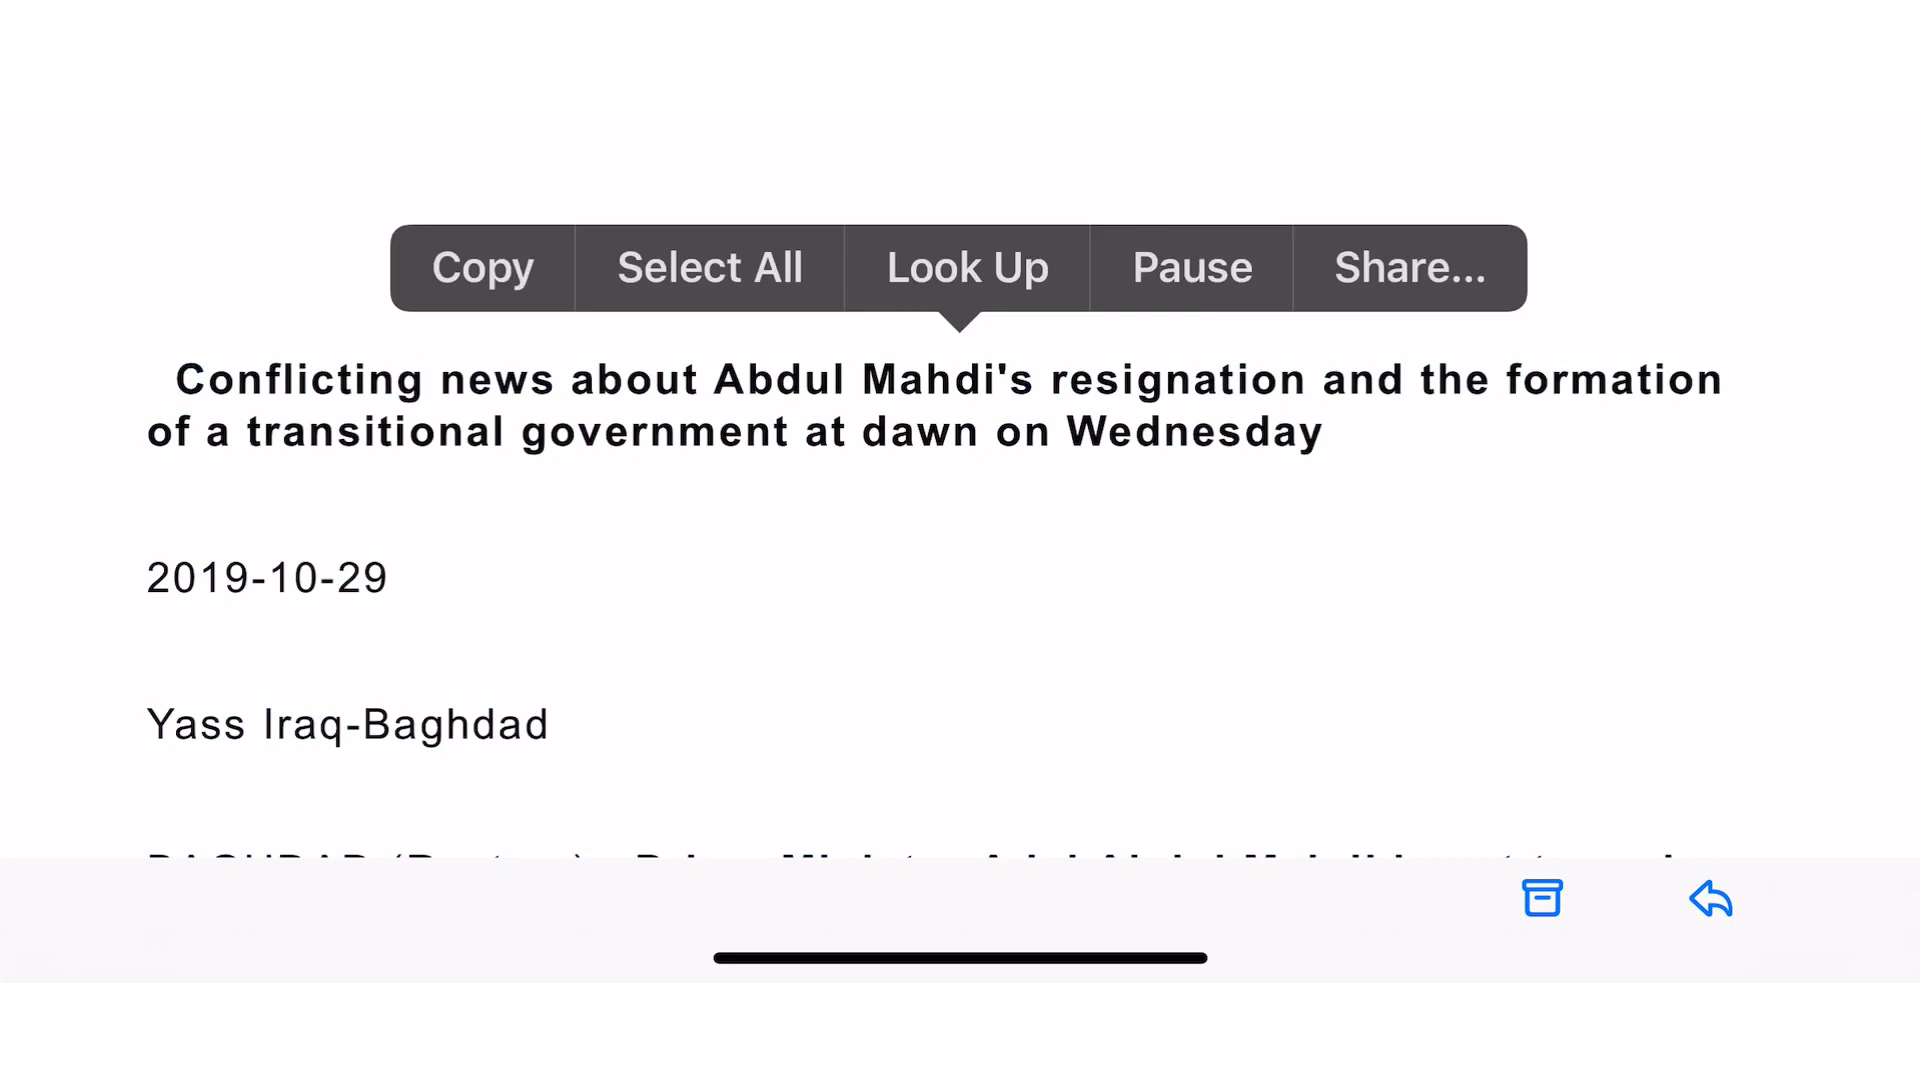 Copy Select All Look Up Pause Share...
Conflicting news about Abdul Mahdi's resignation and the formation
of a transitional government at dawn on Wednesday
2019-10-29
Yass Iraq-Baghdad